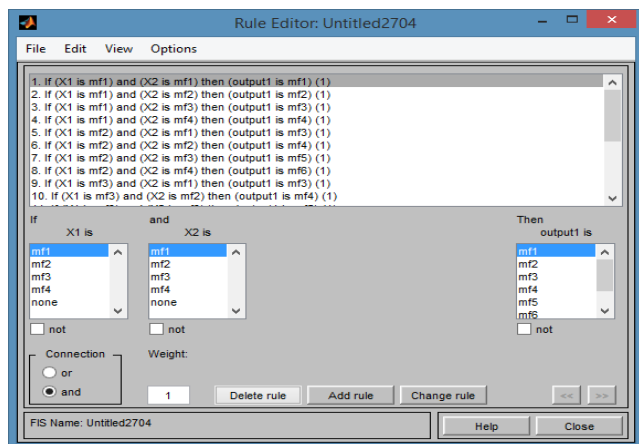 Rule Editor: Untitled2704
File Edit View Options
1. If (X1 is mf1) and (X2 is mf1) then (output1 is mf1) (1)
2. If (X1 is mf1) and (X2 is mf2) then (output1 is mf2) (1)
3. If (X1 is mf1) and (X2 is mf3) then (output1 is mf3) (1)
4. If (X1 is mf1) and (X2 is mf4) then (output1 is mf4) (1)
5. If (X1 is mf2) and (X2 is mf1) then (output1 is mf3) (1)
6. If (X1 is mf2) and (X2 is mf2) then (output1 is mf4) (1)
7. If (X1 is mf2) and (X2 is mf3) then (output1 is mf5) (1)
8. If (X1 is mf2) and (X2 is mf4) then (output1 is mf6) (1)
9. If (X1 is mf3) and (X2 is mf1) then (output1 is mf3) (1)
10. If (X1 is mf3) and (X2 is mf2) then (output1 is mf4) (1)
If and Then
X1 is X2 is output1 is
mf1 mf1 mf1
mf2 mf2 mf2
mf3 mf3 mf3
mf4 mf4 mf4
none none mf5
mf6
not not not
Connection Weight:
or
and 1 Delete rule Add rule Change rule << >>
FIS Name: Untitled2704 Help Close